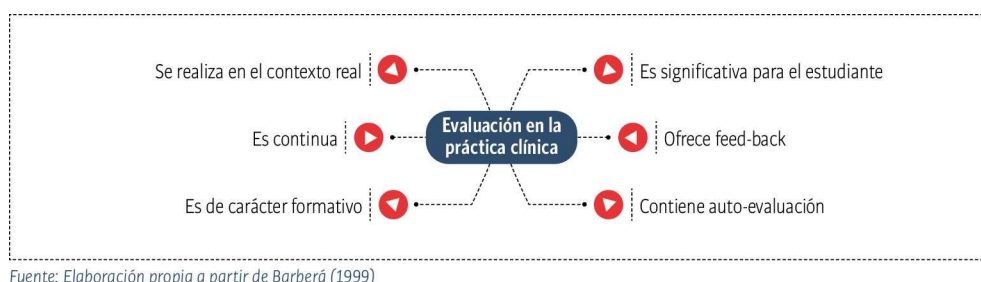 Se realiza en el contexto real
Es significativa para el estudiante
Evaluación en la
práctica clínica
Es continua
Ofrece feed-back
Es de carácter formativo
Contiene auto-evaluación
Fuente: Elaboración propia a partir de Barberá (1999)